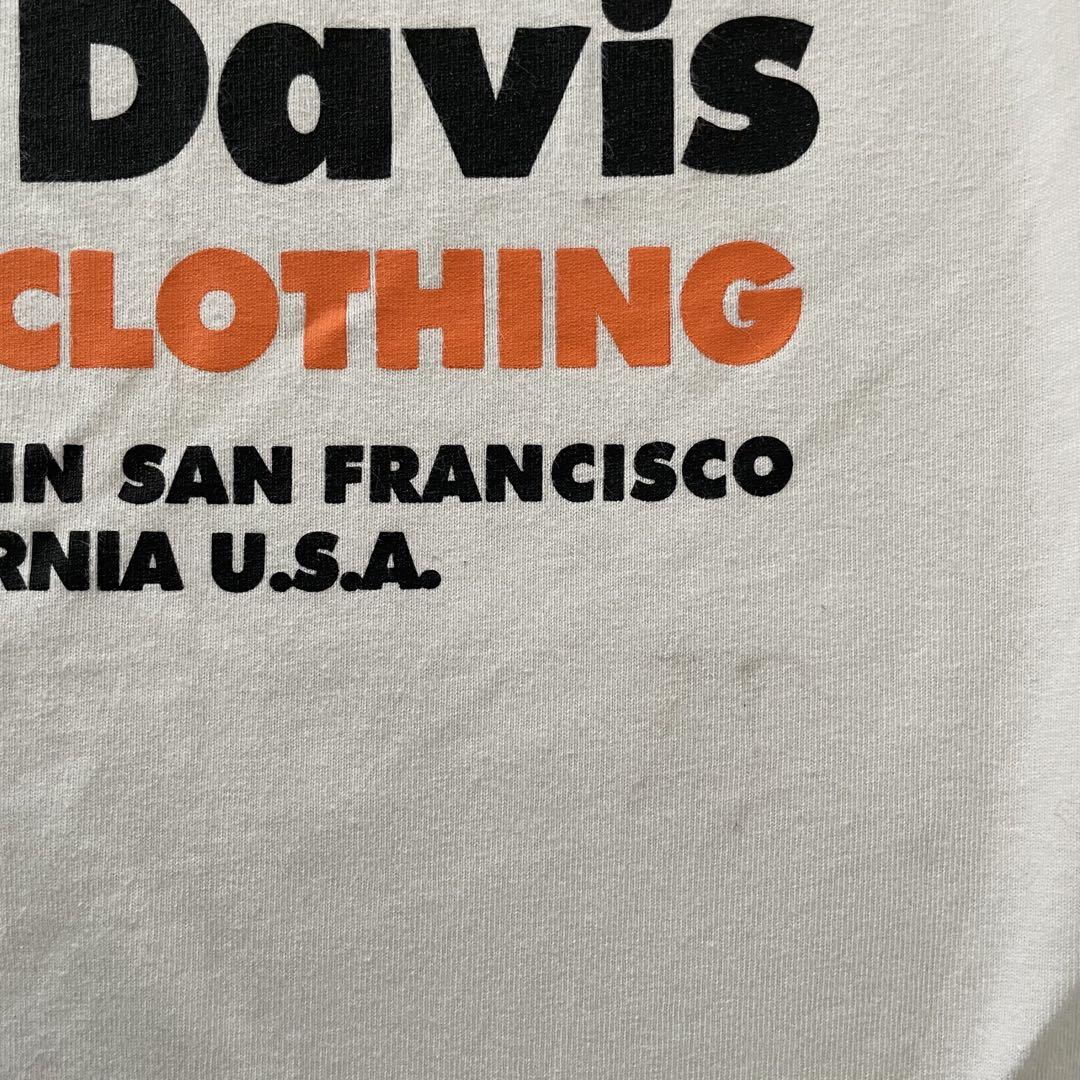 Davis
CLOTHING
IN SAN FRANCISCO
RNIA U.S.A.